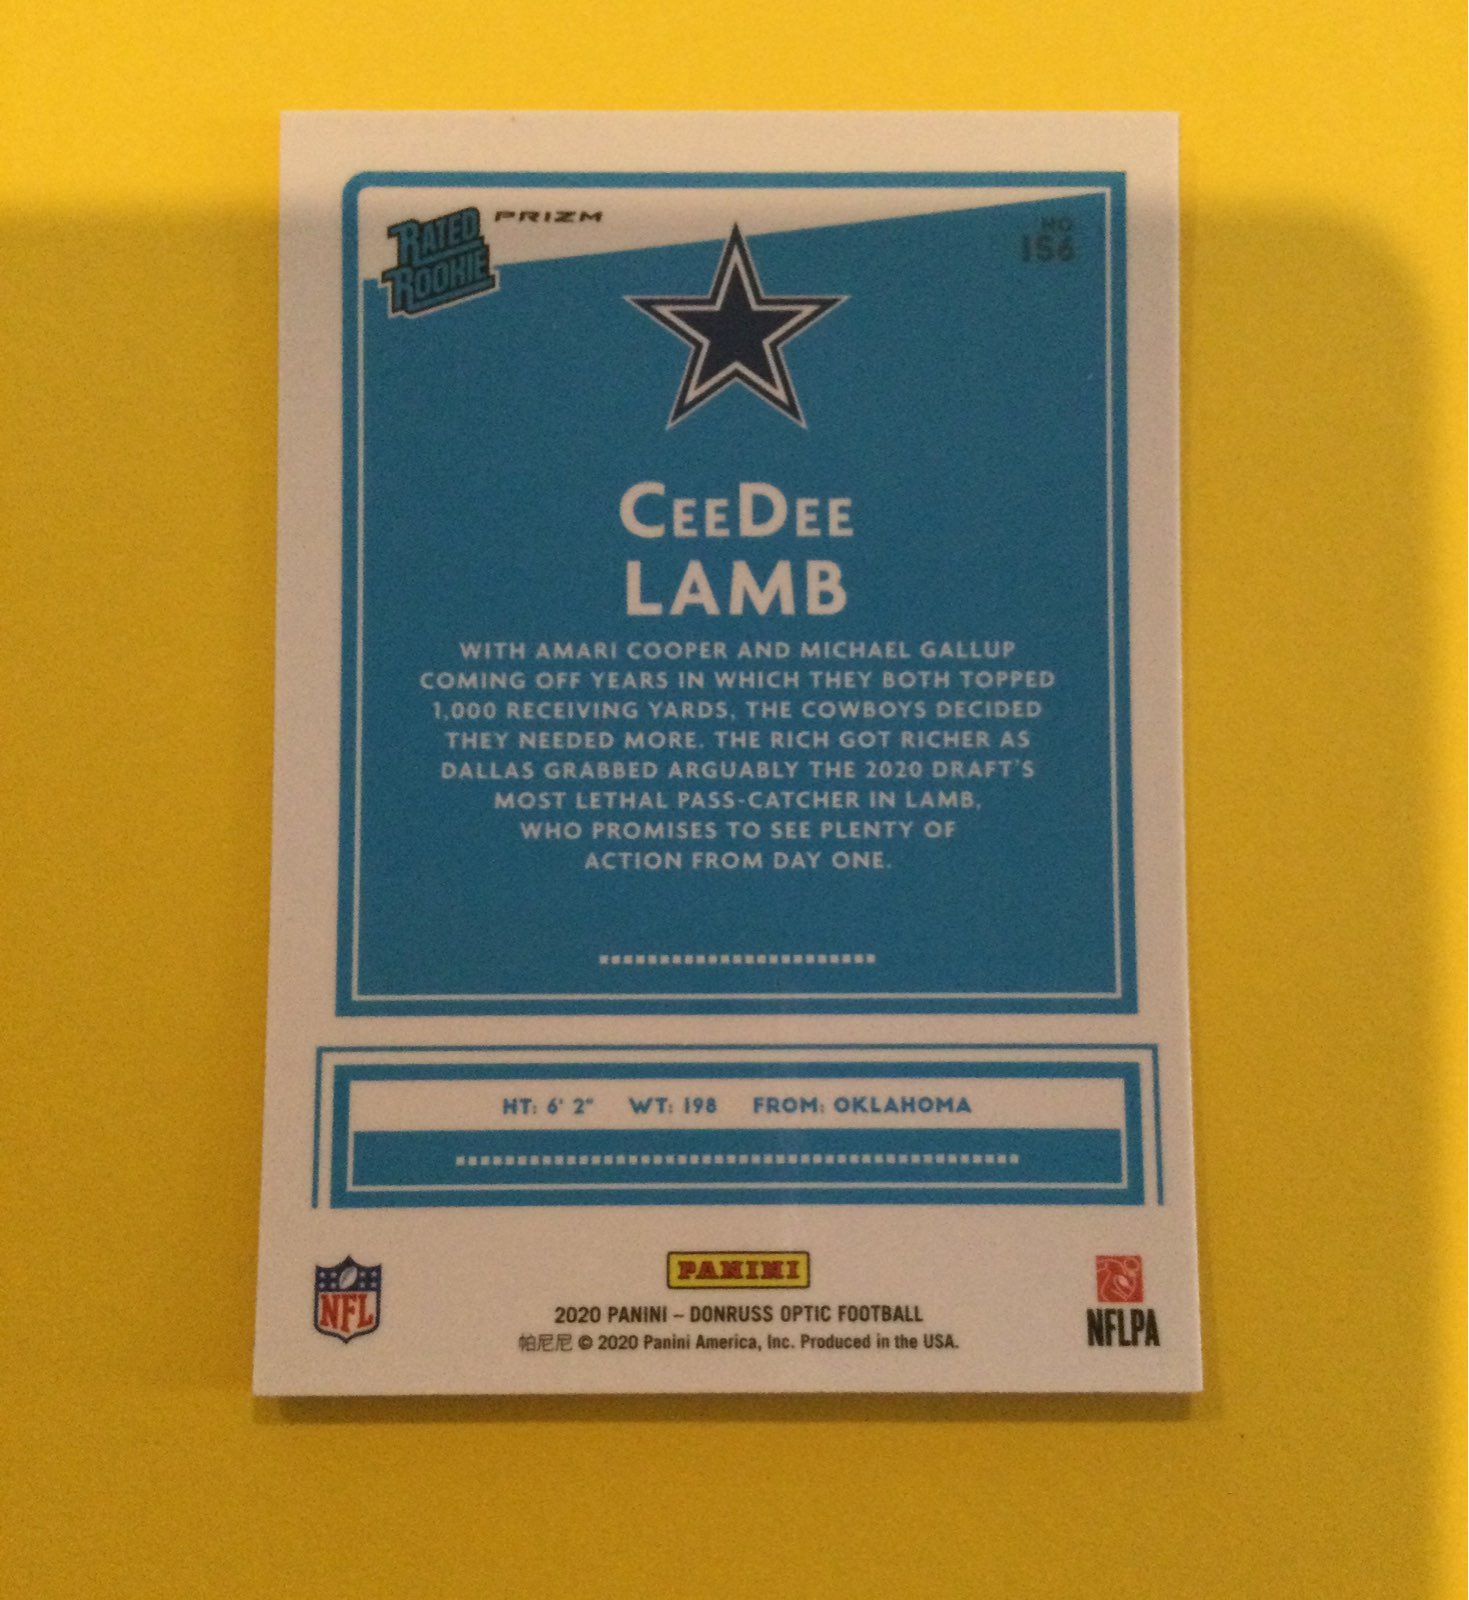 RATED
ROOKIE
PRIZM
NO
156
CEEDEE
LAMB
WITH AMARI COOPER AND MICHAEL GALLUP
COMING OFF YEARS IN WHICH THEY BOTH TOPPED
1,000 RECEIVING YARDS, THE COWBOYS DECIDED
THEY NEEDED MORE. THE RICH GOT RICHER AS
DALLAS GRABBED ARGUABLY THE 2020 DRAFT'S
MOST LETHAL PASS-CATCHER IN LAMB,
WHO PROMISES TO SEE PLENTY OF
ACTION FROM DAY ONE.
HT: 6' 2" WT: 198 FROM: OKLAHOMA
NFL
PANINI
2020 PANINI – DONRUSS OPTIC FOOTBALL
帕尼尼 © 2020 Panini America, Inc. Produced in the USA.
NFLPA